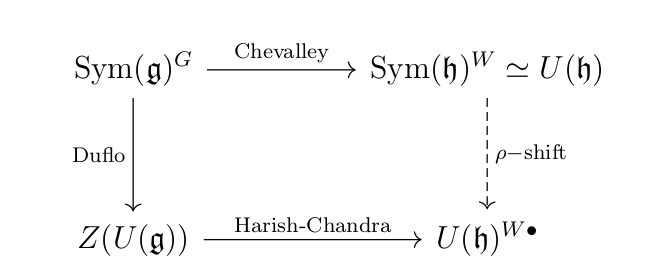 Chevalley
Sym(𝔤)^G Sym(𝔥)^W ≃ U(𝔥)
Duflo ρ−shift
Harish-Chandra
Z(U(𝔤)) U(𝔥)^{W•}